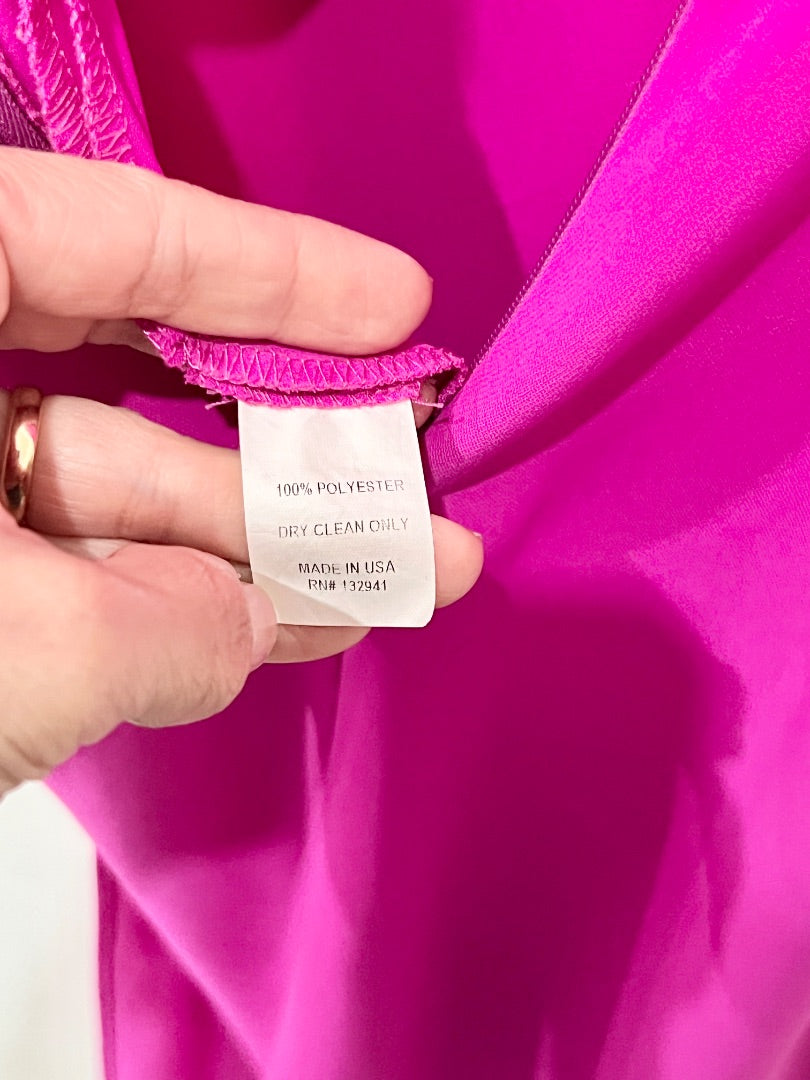 100% POLYESTER
DRY CLEAN ONLY
MADE IN USA
RN# 132941